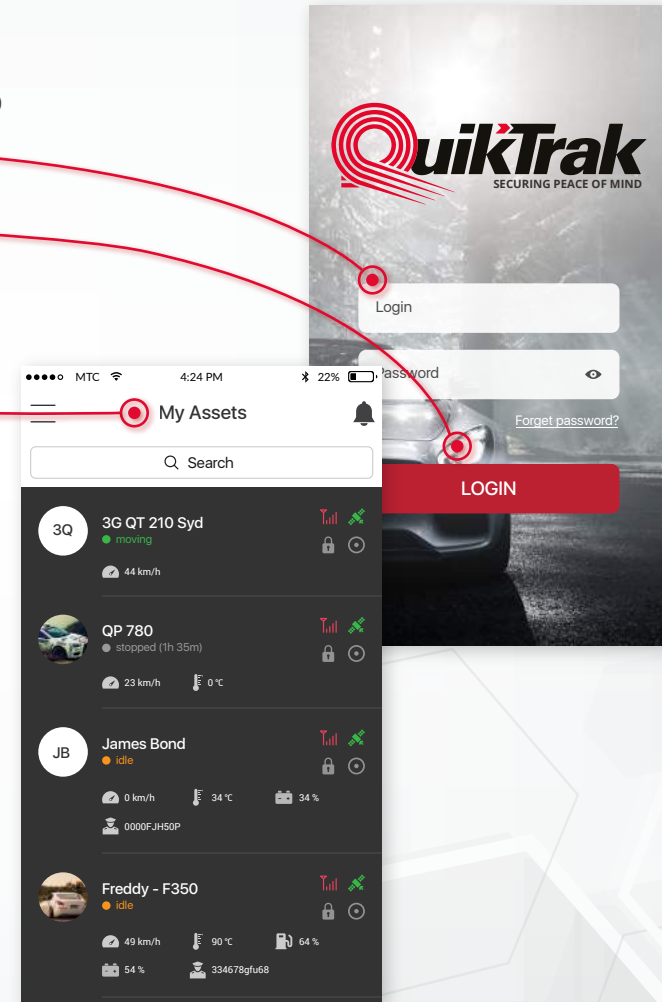 QuikTrak
SECURING PEACE OF MIND
Login
Password
Forget password?
LOGIN
MTC 4:24 PM 22%
My Assets
Search
3Q 3G QT 210 Syd
moving
44 km/h
QP 780
stopped (1h 35m)
23 km/h 0 °C
JB James Bond
idle
0 km/h 34 °C 34 %
0000FJH50P
Freddy - F350
idle
49 km/h 90 °C 64 %
54 % 334678gfu68